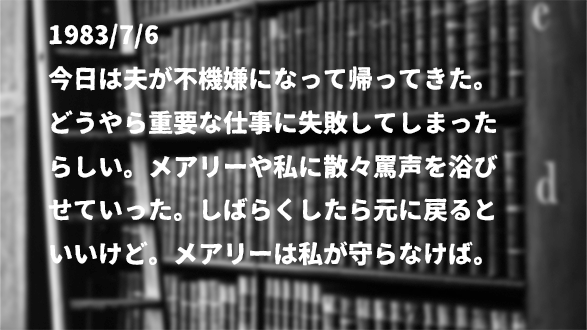 1983/7/6
今日は夫が不機嫌になって帰ってきた。
どうやら重要な仕事に失敗してしまった
らしい。メアリーや私に散々罵声を浴び
せていった。しばらくしたら元に戻ると
いいけど。メアリーは私が守らなければ。
c
d